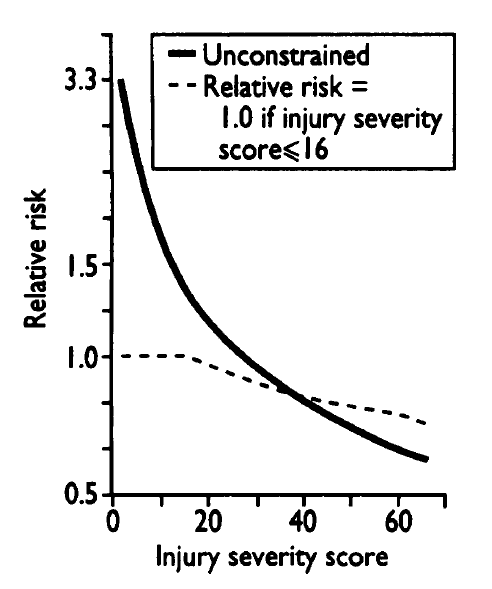 Unconstrained
Relative risk =
1.0 if injury severity
score≤16
3.3
1.5
1.0
0.5
Relative risk
0
20
40
60
Injury severity score